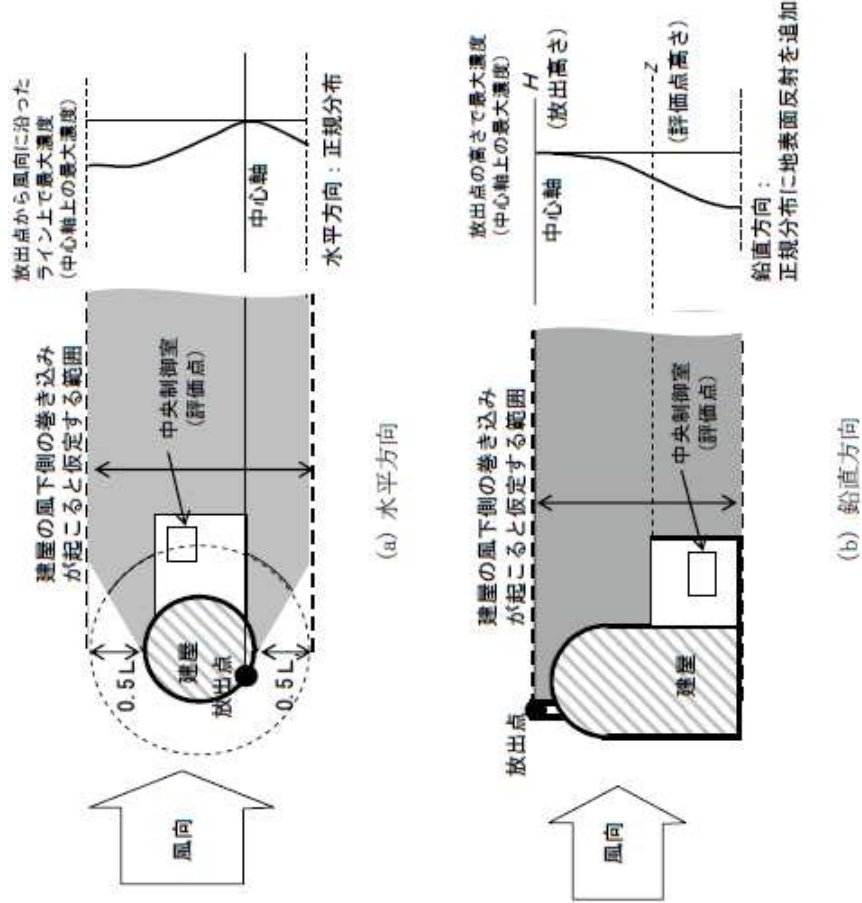 建屋の風下側の巻き込み
が起こると仮定する範囲
放出点から風向に沿った
ライン上で最大濃度
(中心軸上の最大濃度)
中央制御室
(評価点)
0.5L
建屋
放出点
0.5L
風向
中心軸
水平方向：正規分布
(a) 水平方向
建屋の風下側の巻き込み
が起こると仮定する範囲
放出点の高さで最大濃度
(中心軸上の最大濃度)
放出点
H
(放出高さ)
中心軸
Z
(評価点高さ)
中央制御室
(評価点)
建屋
風向
鉛直方向：
正規分布に地表面反射を追加
(b) 鉛直方向